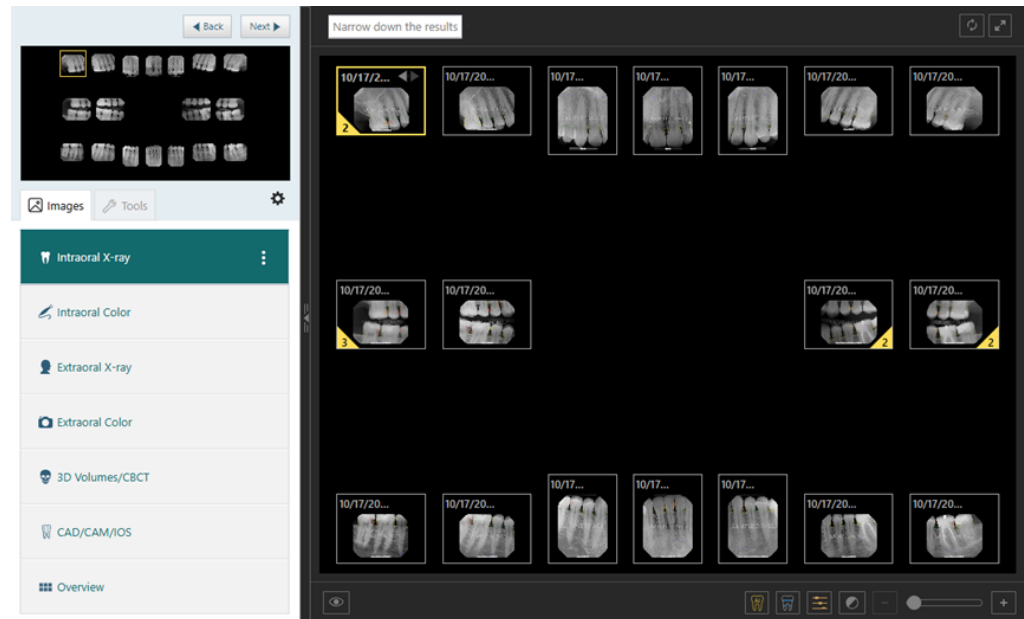 Back
Next
Narrow down the results
Images
Tools
Intraoral X-ray
Intraoral Color
Extraoral X-ray
Extraoral Color
3D Volumes/CBCT
CAD/CAM/IOS
Overview
10/17/2...
10/17/20...
10/17...
10/17...
10/17...
10/17/20...
10/17/20...
2
10/17/20...
10/17/20...
10/17/20...
10/17/20...
3
2
2
10/17/20...
10/17/20...
10/17...
10/17...
10/17...
10/17/20...
10/17/20...